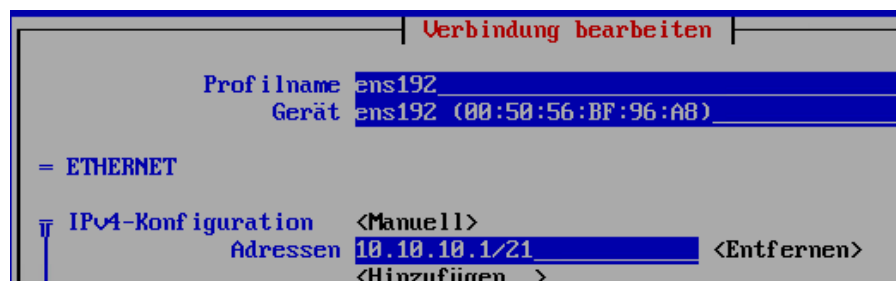 Verbindung bearbeiten
Profilname ens192
Gerät ens192 (00:50:56:BF:96:A8)
= ETHERNET
IPv4-Konfiguration <Manuell>
Adressen 10.10.10.1/21 <Entfernen>
<Hinzufügen >